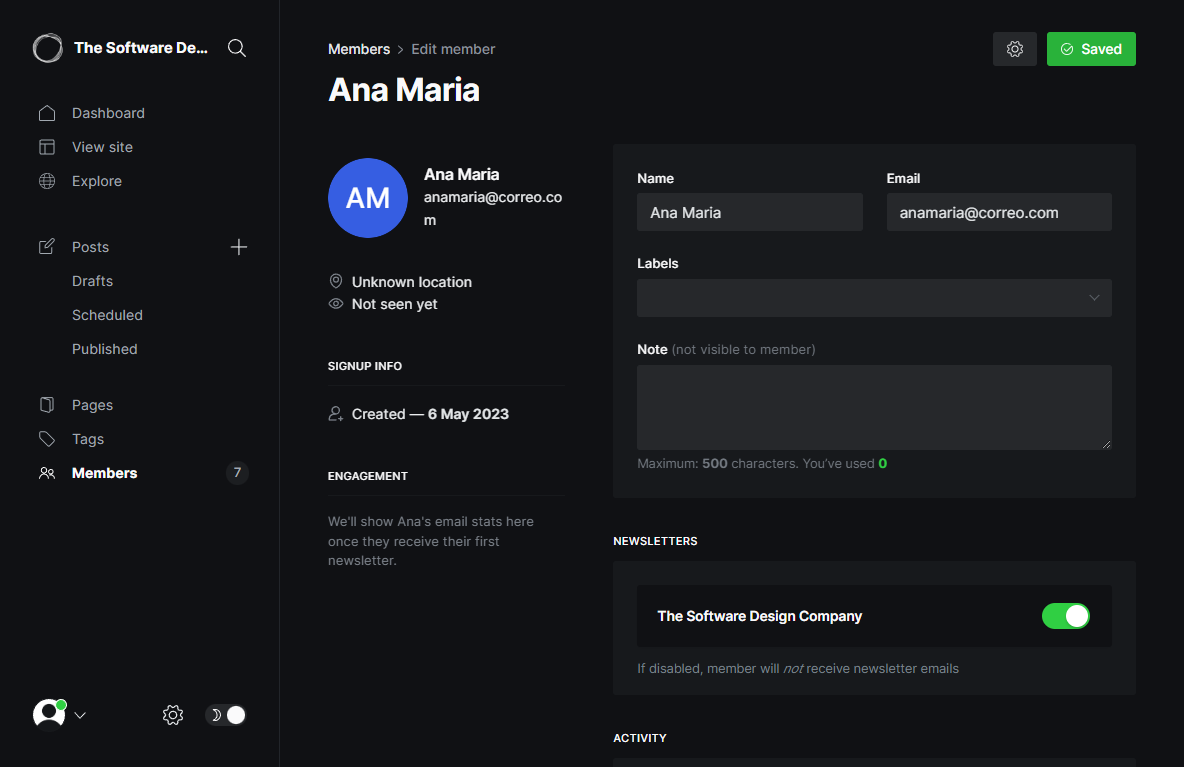 The Software De...
Dashboard
View site
Explore
Posts
Drafts
Scheduled
Published
Pages
Tags
Members
7
Members > Edit member
Saved
Ana Maria
AM
Ana Maria
anamaria@correo.co
m
Unknown location
Not seen yet
SIGNUP INFO
Created — 6 May 2023
ENGAGEMENT
We'll show Ana's email stats here
once they receive their first
newsletter.
Name
Email
Ana Maria
anamaria@correo.com
Labels
Note (not visible to member)
Maximum: 500 characters. You've used 0
NEWSLETTERS
The Software Design Company
If disabled, member will not receive newsletter emails
ACTIVITY